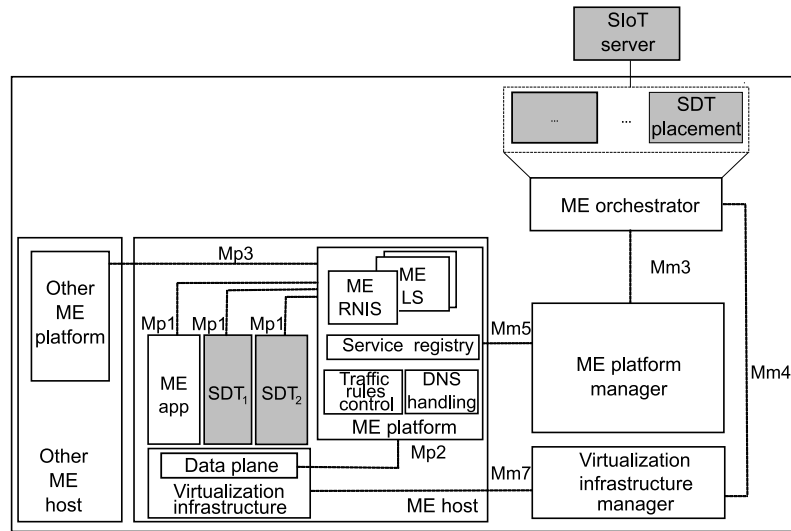 SIoT
server
... ... SDT
placement
ME orchestrator
Mp3
Mm3
Other
ME
platform
ME
LS
ME
RNIS
Mp1 Mp1 Mp1
Mm5
Service registry
ME platform
manager
Mm4
ME
app
SDT1
SDT2
Traffic
rules
control
DNS
handling
ME platform
Mp2
Other
ME
host
Data plane
Virtualization
infrastructure
ME host
Mm7
Virtualization
infrastructure
manager